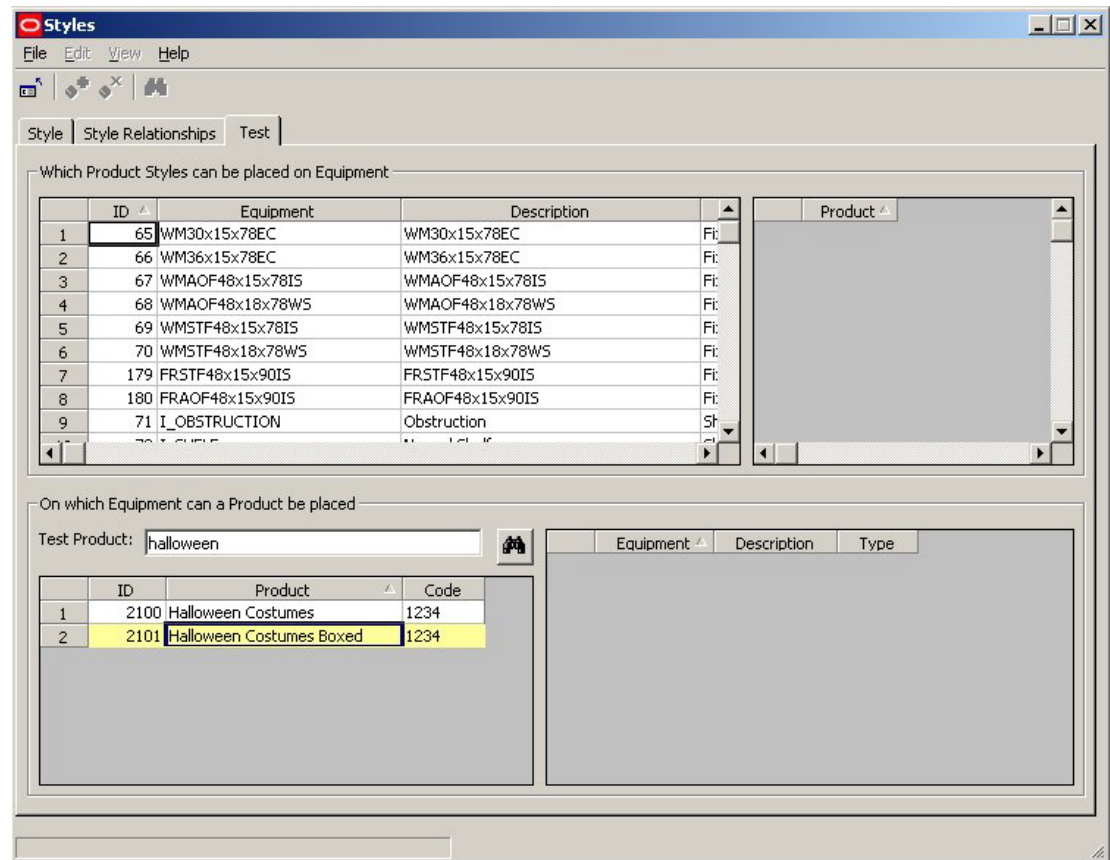 Styles
File Edit View Help
Style Style Relationships Test
Which Product Styles can be placed on Equipment
ID Equipment Description
1 65 WM30x15x78EC WM30x15x78EC
2 66 WM36x15x78EC WM36x15x78EC
3 67 WMAOF48x15x78IS WMAOF48x15x78IS
4 68 WMAOF48x18x78WS WMAOF48x18x78WS
5 69 WMSTF48x15x78IS WMSTF48x15x78IS
6 70 WMSTF48x18x78WS WMSTF48x18x78WS
7 179 FRSTF48x15x90IS FRSTF48x15x90IS
8 180 FRAOF48x15x90IS FRAOF48x15x90IS
9 71 I_OBSTRUCTION Obstruction
Product
On which Equipment can a Product be placed
Test Product: halloween
ID Product Code
1 2100 Halloween Costumes 1234
2 2101 Halloween Costumes Boxed 1234
Equipment Description Type